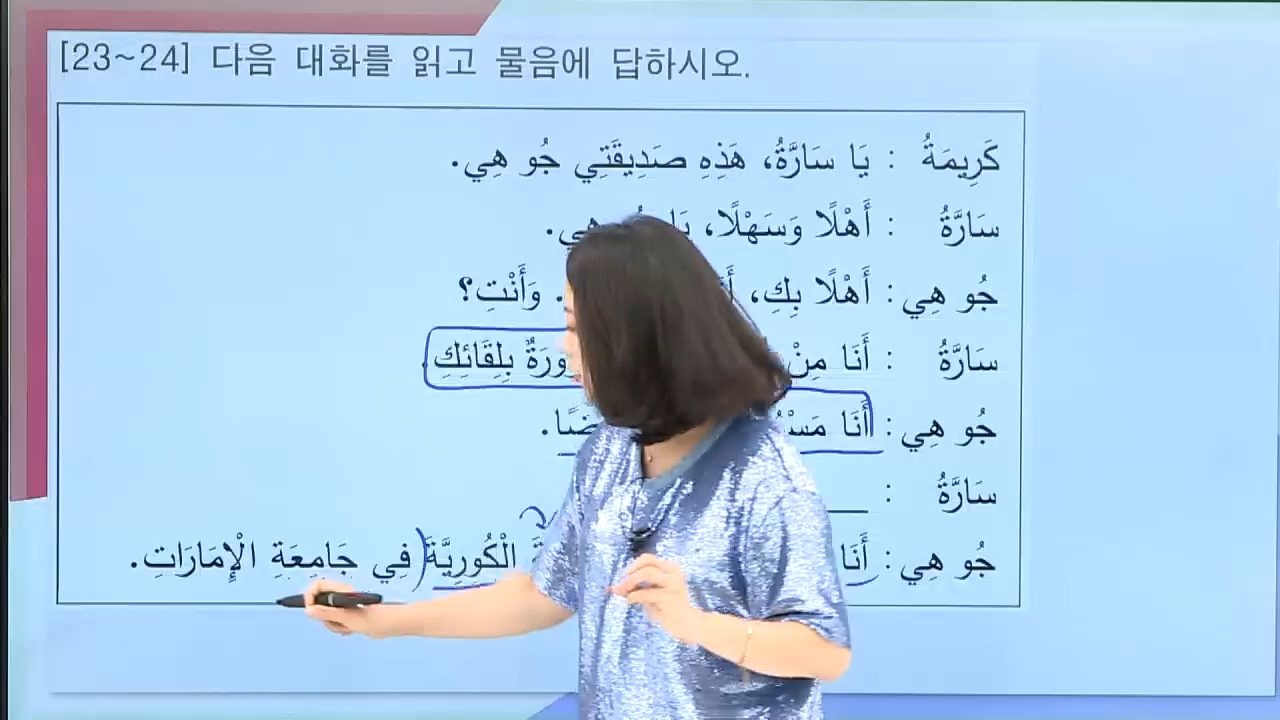 [23~24] 다음 대화를 읽고 물음에 답하시오.
كَرِيمَةُ : يَا سَارَّةُ، هَذِهِ صَدِيقَتِي جُو هِي.
سَارَّةُ : أَهْلًا وَسَهْلًا، يَا هِي.
جُو هِي : أَهْلًا بِكِ، وَأَنْتِ؟
سَارَّةُ : أَنَا مِنْ بِلِقَائِكِ.
جُو هِي : أَنَا
سَارَّةُ :
جُو هِي : أَنَا الْكُورِيَّةَ فِي جَامِعَةِ الْإِمَارَاتِ.